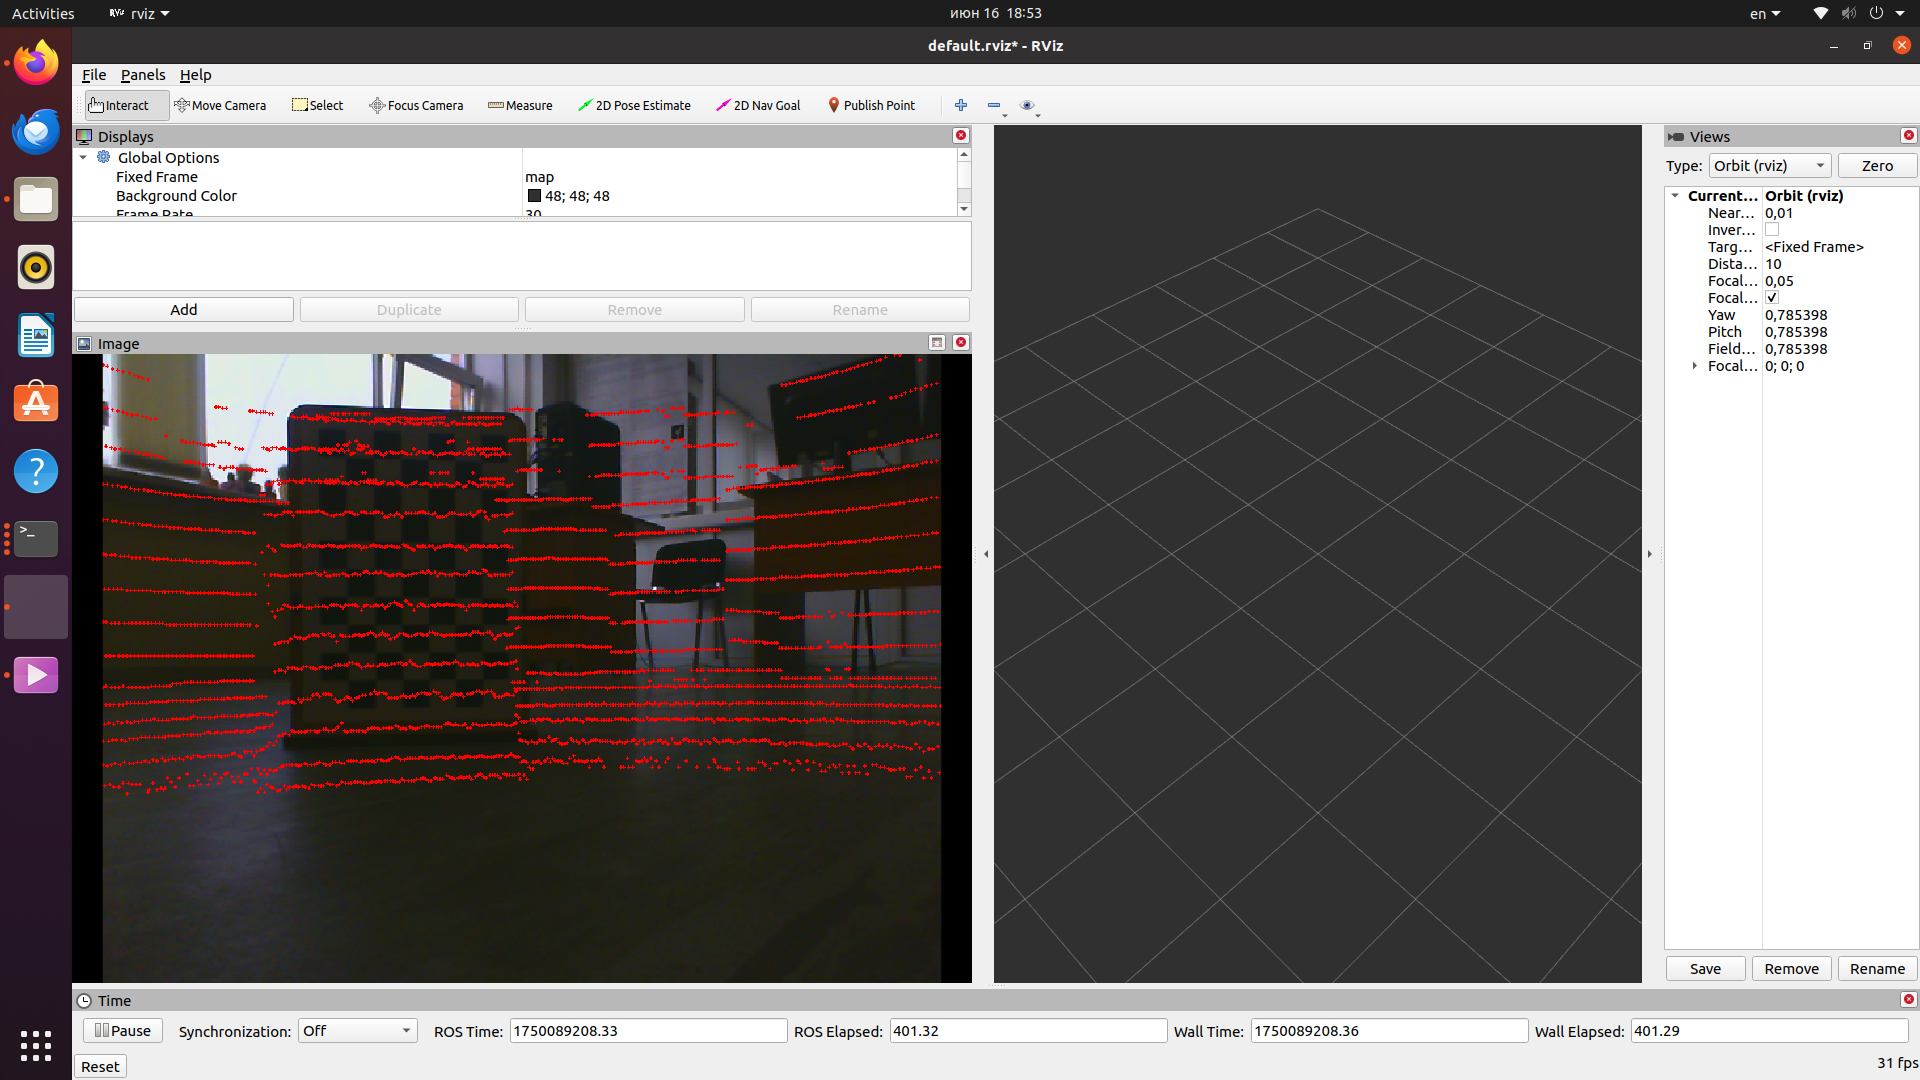 Activities
rviz
июн 16 18:53
en
default.rviz* - RViz
File Panels Help
Interact Move Camera Select Focus Camera Measure 2D Pose Estimate 2D Nav Goal Publish Point
Displays
Global Options
Fixed Frame map
Background Color 48; 48; 48
Frame Rate 30
Add Duplicate Remove Rename
Image
Views
Type: Orbit (rviz) Zero
Current... Orbit (rviz)
Near... 0,01
Inver...
Targ... <Fixed Frame>
Dista... 10
Focal... 0,05
Focal...
Yaw 0,785398
Pitch 0,785398
Field... 0,785398
Focal... 0; 0; 0
Save Remove Rename
Time
Pause Synchronization: Off ROS Time: 1750089208.33 ROS Elapsed: 401.32 Wall Time: 1750089208.36 Wall Elapsed: 401.29
Reset
31 fps